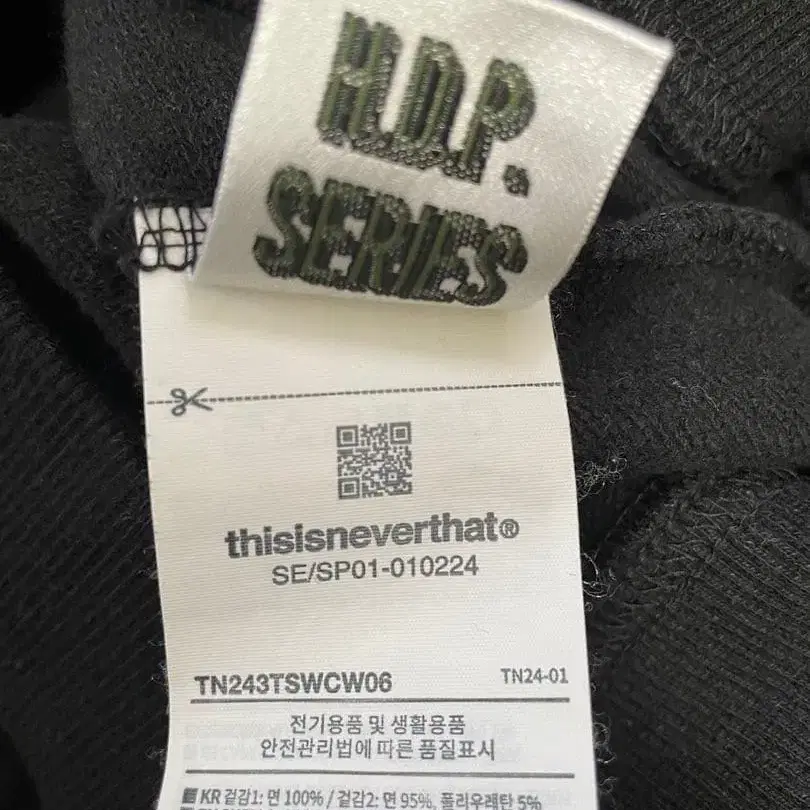 H.D.P.
SERIES
thisisneverthat®
SE/SP01-010224
TN243TSWCW06
TN24-01
전기용품 및 생활용품
안전관리법에 따른 품질표시
KR 겉감1: 면 100% / 겉감2: 면 95%, 폴리우레탄 5%